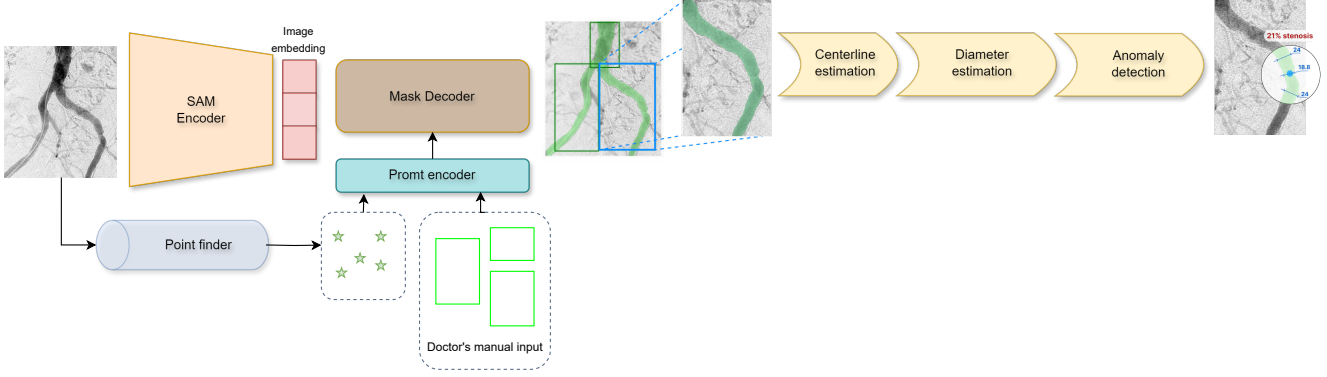 Image
embedding
SAM
Encoder
Mask Decoder
Promt encoder
Point finder
Doctor's manual input
Centerline
estimation
Diameter
estimation
Anomaly
detection
21% stenosis
24
18.8
24